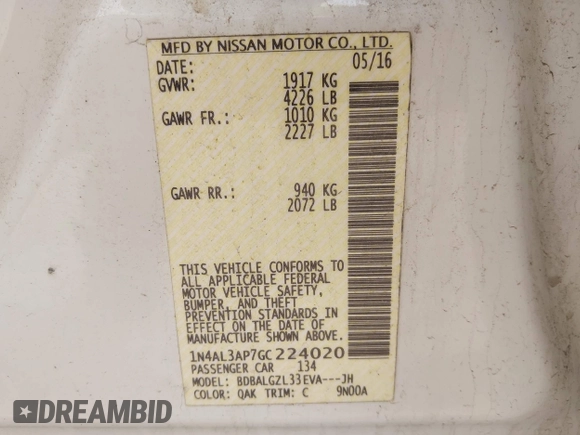 MFD BY NISSAN MOTOR CO., LTD.
DATE: 05/16
GVWR: 1917 KG
4226 LB
GAWR FR.: 1010 KG
2227 LB
GAWR RR.: 940 KG
2072 LB
THIS VEHICLE CONFORMS TO
ALL APPLICABLE FEDERAL
MOTOR VEHICLE SAFETY,
BUMPER, AND THEFT
PREVENTION STANDARDS IN
EFFECT ON THE DATE OF
MANUFACTURE SHOWN ABOVE.
1N4AL3AP7GC224020
PASSENGER CAR 134
MODEL: BDBALGZL33EVA---JH
COLOR: QAK TRIM: C 9N00A
DREAMBID